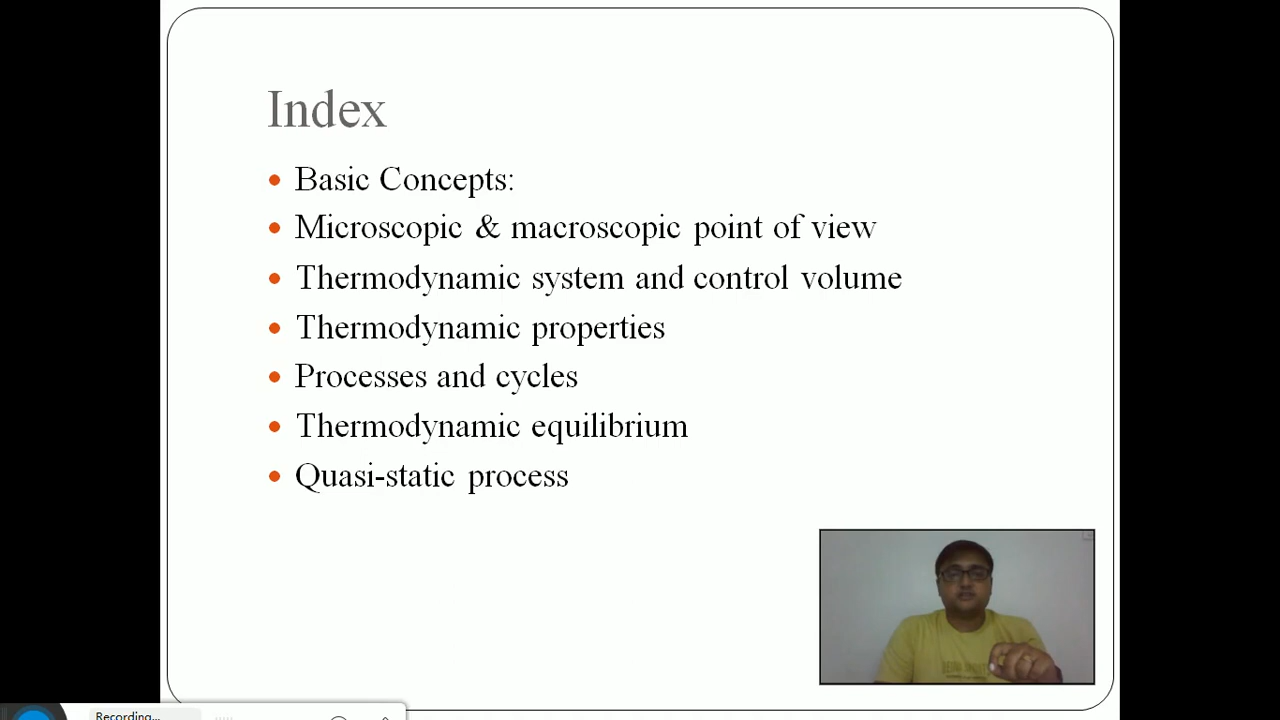 Index
Basic Concepts:
Microscopic & macroscopic point of view
Thermodynamic system and control volume
Thermodynamic properties
Processes and cycles
Thermodynamic equilibrium
Quasi-static process
Recording...